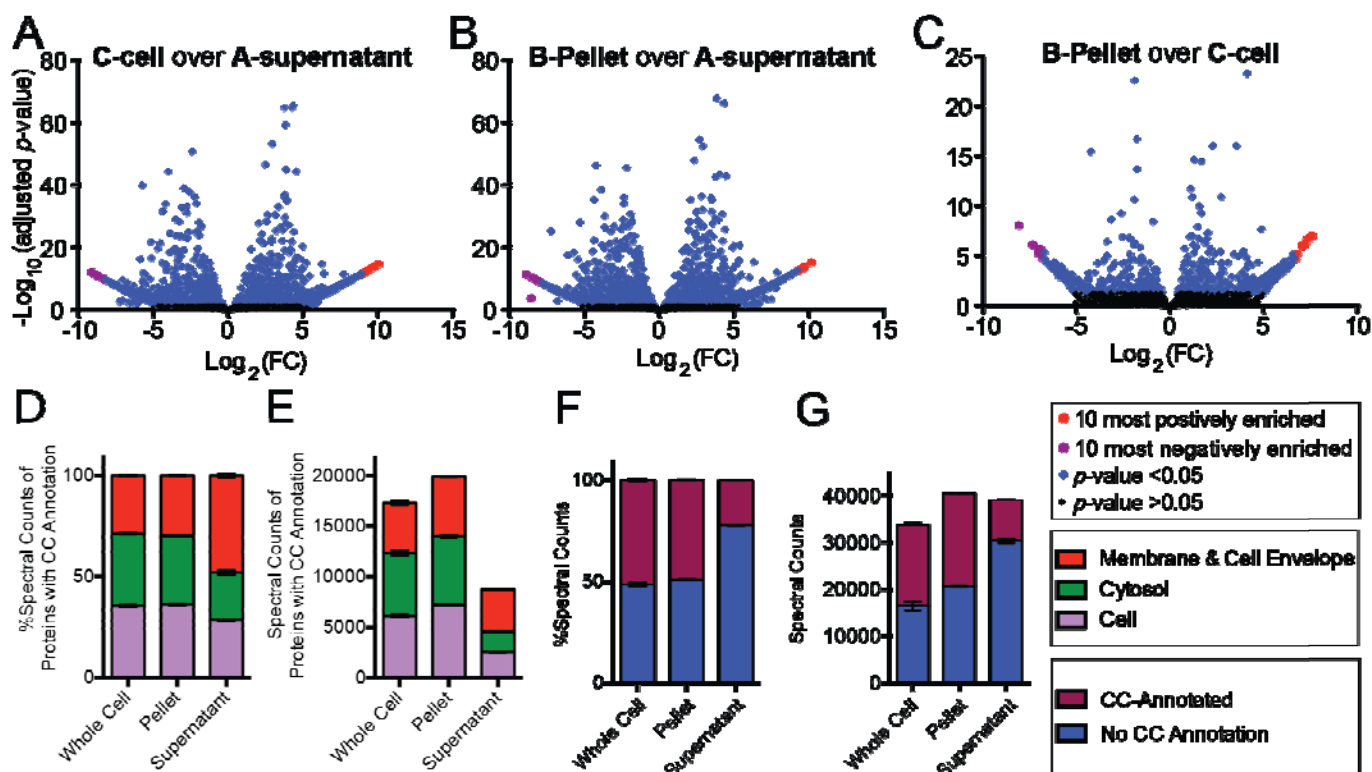 A
C-cell over A-supernatant
-Log10(adjusted p-value)
80
60
40
20
0
-10 -5 0 5 10 15
Log2(FC)
B
B-Pellet over A-supernatant
80
60
40
20
0
-10 -5 0 5 10 15
Log2(FC)
C
B-Pellet over C-cell
25
20
15
10
5
0
-10 -5 0 5 10
Log2(FC)
D
%Spectral Counts of
Proteins with CC Annotation
100
50
0
Whole Cell
Pellet
Supernatant
E
Spectral Counts of
Proteins with CC Annotation
20000
15000
10000
5000
0
Whole Cell
Pellet
Supernatant
F
%Spectral Counts
100
50
0
Whole Cell
Pellet
Supernatant
G
Spectral Counts
40000
30000
20000
10000
0
Whole Cell
Pellet
Supernatant
10 most postively enriched
10 most negatively enriched
p-value <0.05
p-value >0.05
Membrane & Cell Envelope
Cytosol
Cell
CC-Annotated
No CC Annotation